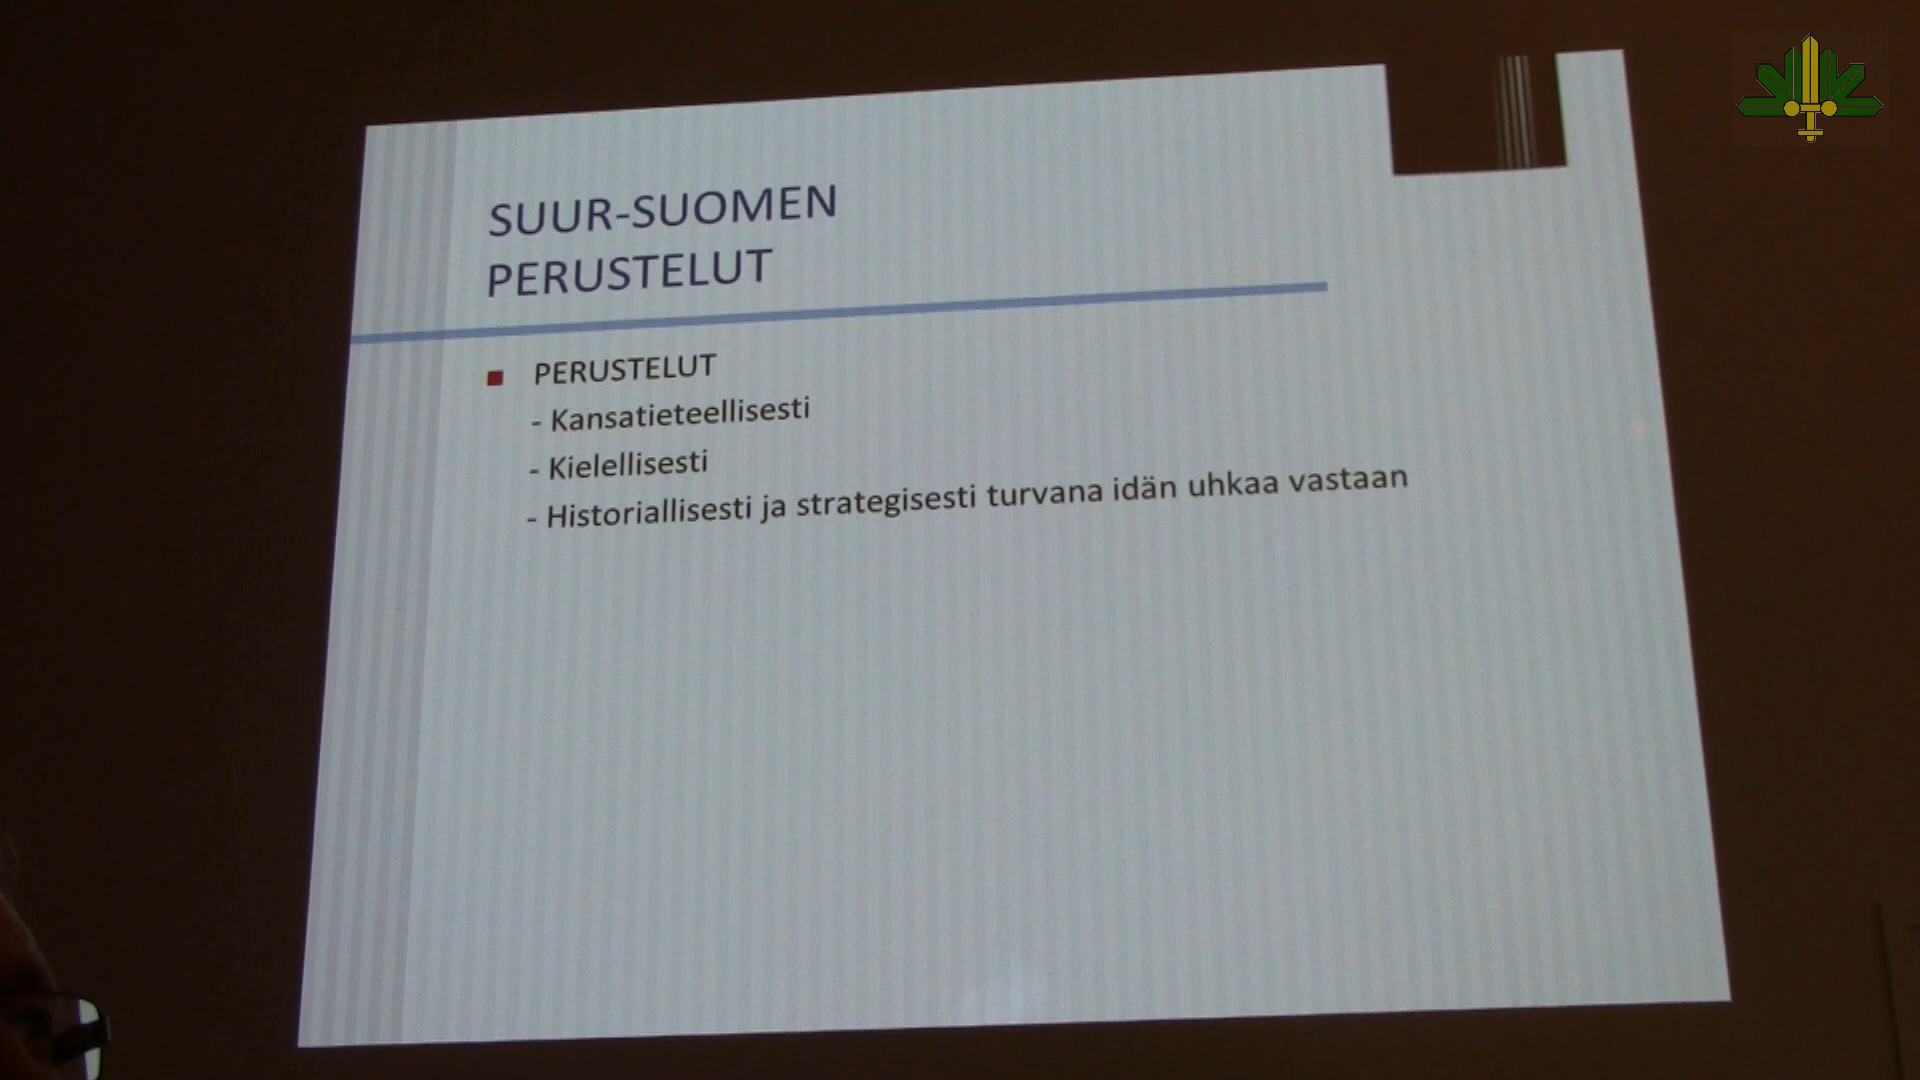 SUUR-SUOMEN
PERUSTELUT
PERUSTELUT
- Kansatieteellisesti
- Kielellisesti
- Historiallisesti ja strategisesti turvana idän uhkaa vastaan